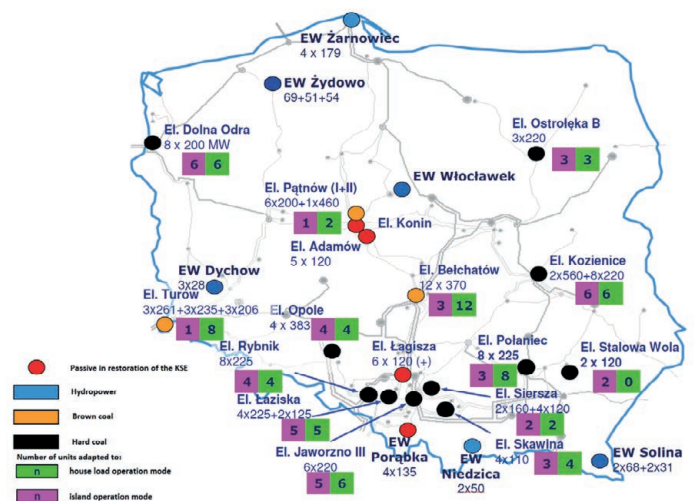 EW Żarnowiec
4 x 179
EW Żydowo
69+51+54
El. Dolna Odra
8 x 200 MW
6 6
El. Ostrolęka B
3x220
3 3
El. Pątnów (I+II)
6x200+1x460
1 2
EW Włocławek
El. Konin
El. Adamów
5 x 120
EW Dychow
3x28
El. Turów
3x261+3x235+3x206
1 8
El. Bełchatów
12 x 370
3 12
El. Kozienice
2x560+8x220
6 6
El. Opole
4 x 383
4 4
El. Rybnik
8x225
4 4
El. Łagisza
6 x 120 (+)
El. Polaniec
8 x 225
3 8
El. Stalowa Wola
2 x 120
2 0
El. Łaziska
4x225+2x125
5 5
El. Siersza
2x160+4x120
2 2
El. Jaworzno III
6x220
5 6
EW
Porąbka
4x135
EW
Niedzica
2x50
El. Skawina
4x110
3 4
EW Solina
2x68+2x31
Passive in restoration of the KSE
Hydropower
Brown coal
Hard coal
Number of units adapted to:
n house load operation mode
n island operation mode